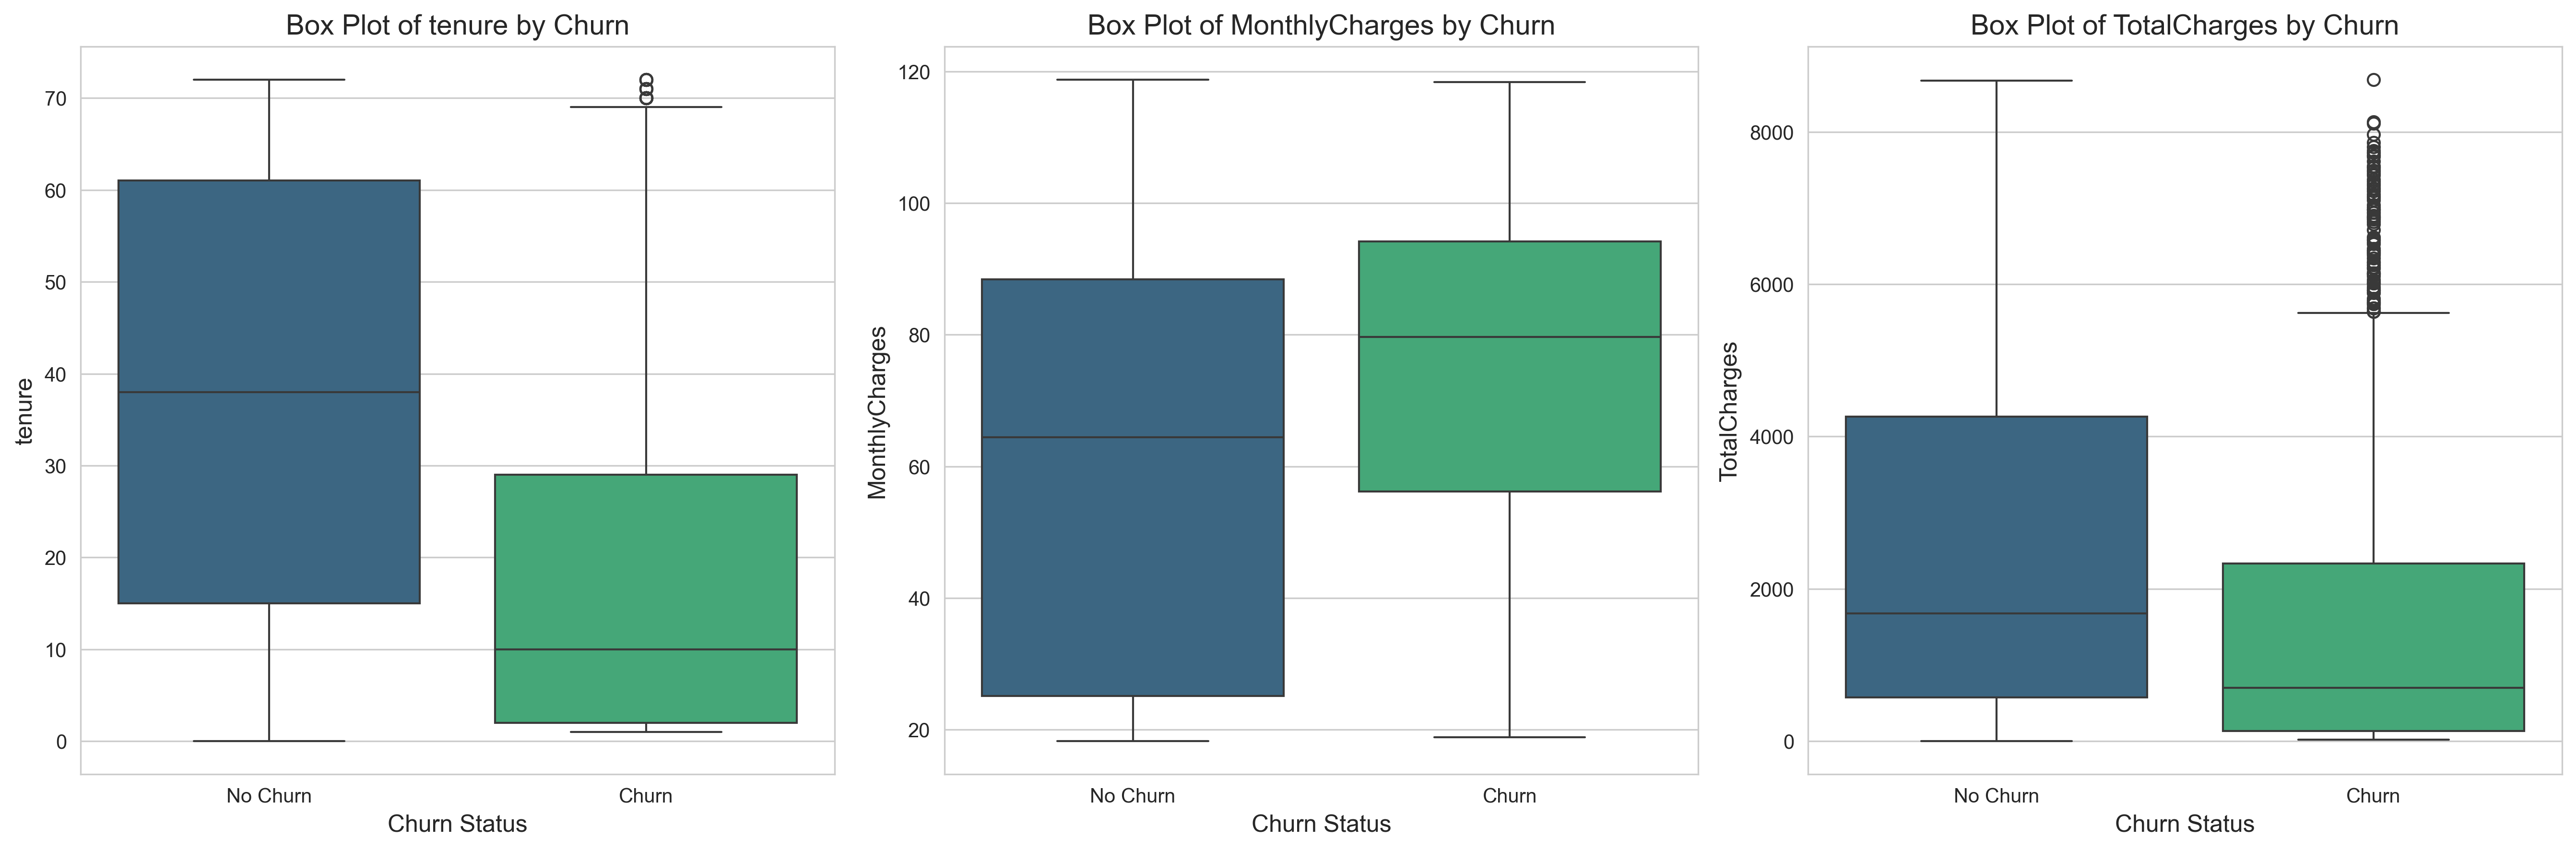 Box Plot of tenure by Churn
tenure
70
60
50
40
30
20
10
0
No Churn
Churn
Churn Status
Box Plot of MonthlyCharges by Churn
MonthlyCharges
120
100
80
60
40
20
No Churn
Churn
Churn Status
Box Plot of TotalCharges by Churn
TotalCharges
8000
6000
4000
2000
0
No Churn
Churn
Churn Status